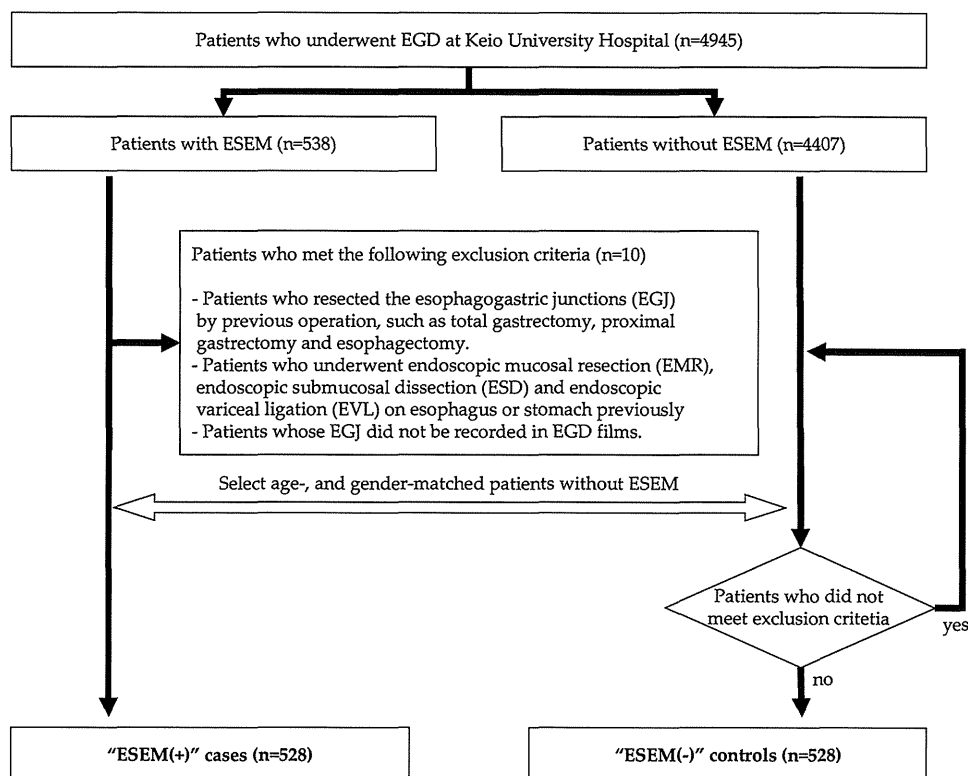 Patients who underwent EGD at Keio University Hospital (n=4945)
Patients with ESEM (n=538)
Patients without ESEM (n=4407)
Patients who met the following exclusion criteria (n=10)
- Patients who resected the esophagogastric junctions (EGJ)
by previous operation, such as total gastrectomy, proximal
gastrectomy and esophagectomy.
- Patients who underwent endoscopic mucosal resection (EMR),
endoscopic submucosal dissection (ESD) and endoscopic
variceal ligation (EVL) on esophagus or stomach previously
- Patients whose EGJ did not be recorded in EGD films.
Select age-, and gender-matched patients without ESEM
Patients who did not
meet exclusion critetia
yes
no
“ESEM(+)” cases (n=528)
“ESEM(-)” controls (n=528)